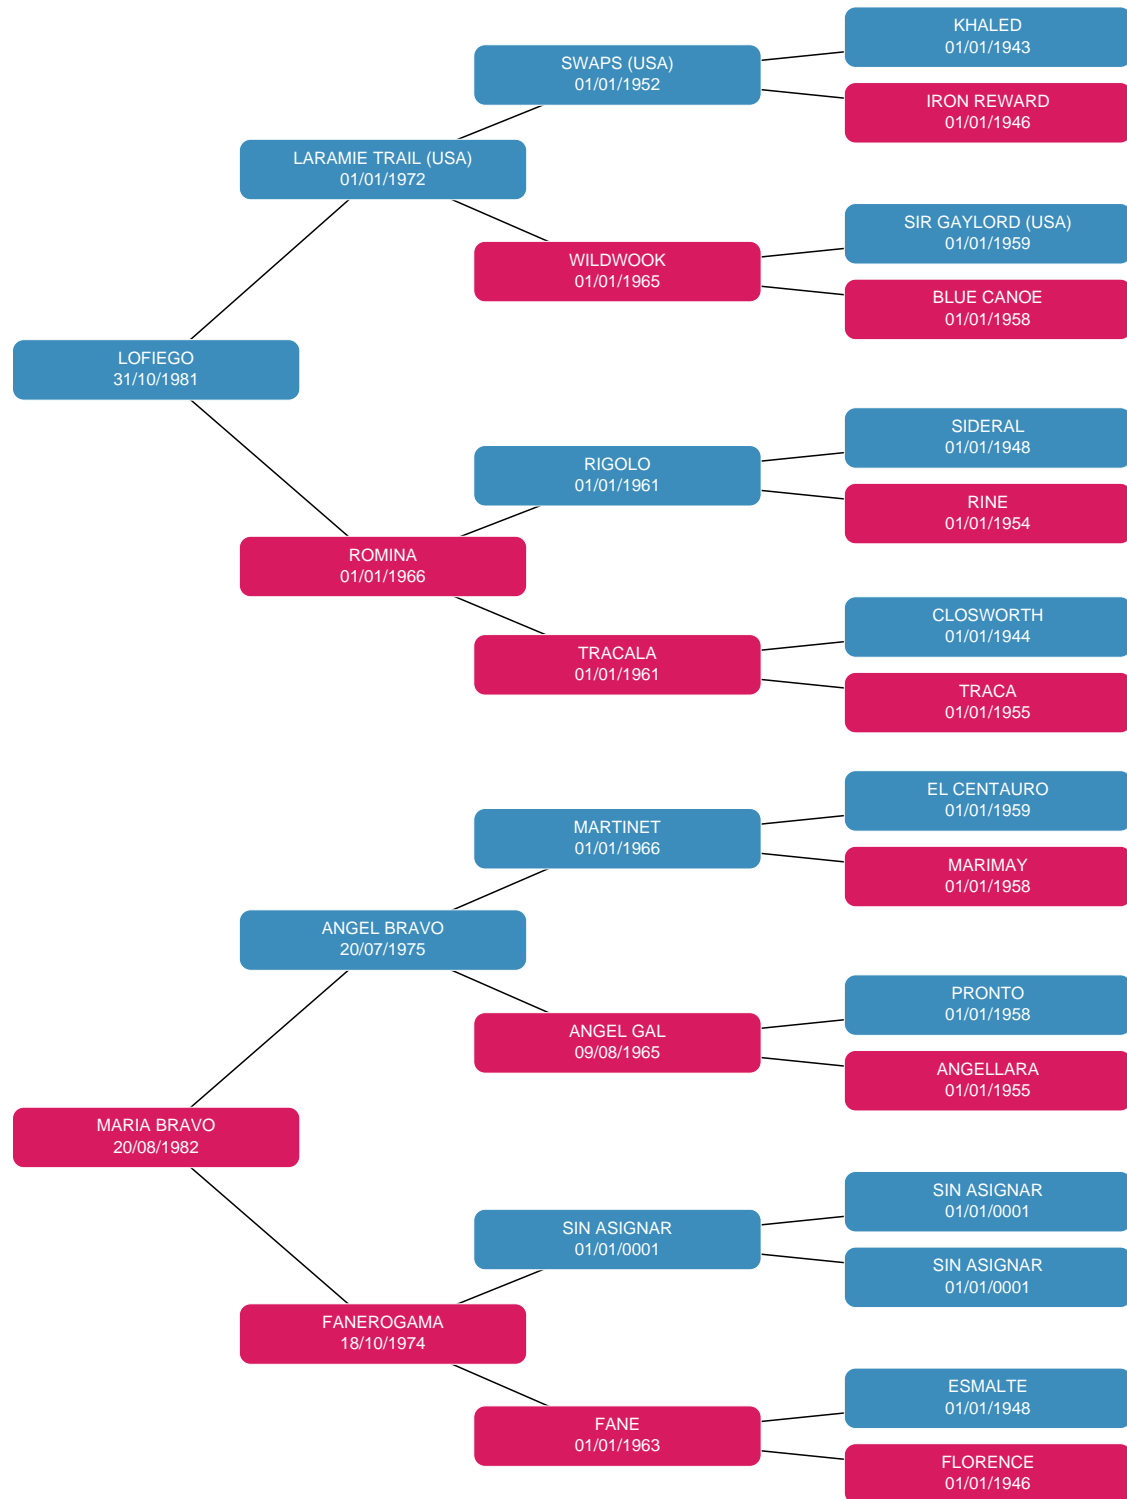 KHALED
01/01/1943
SWAPS (USA)
01/01/1952
IRON REWARD
01/01/1946
LARAMIE TRAIL (USA)
01/01/1972
SIR GAYLORD (USA)
01/01/1959
WILDWOOK
01/01/1965
BLUE CANOE
01/01/1958
LOFIEGO
31/10/1981
SIDERAL
01/01/1948
RIGOLO
01/01/1961
RINE
01/01/1954
ROMINA
01/01/1966
CLOSWORTH
01/01/1944
TRACALA
01/01/1961
TRACA
01/01/1955
EL CENTAURO
01/01/1959
MARTINET
01/01/1966
MARIMAY
01/01/1958
ANGEL BRAVO
20/07/1975
PRONTO
01/01/1958
ANGEL GAL
09/08/1965
ANGELLARA
01/01/1955
MARIA BRAVO
20/08/1982
SIN ASIGNAR
01/01/0001
SIN ASIGNAR
01/01/0001
SIN ASIGNAR
01/01/0001
FANEROGAMA
18/10/1974
ESMALTE
01/01/1948
FANE
01/01/1963
FLORENCE
01/01/1946